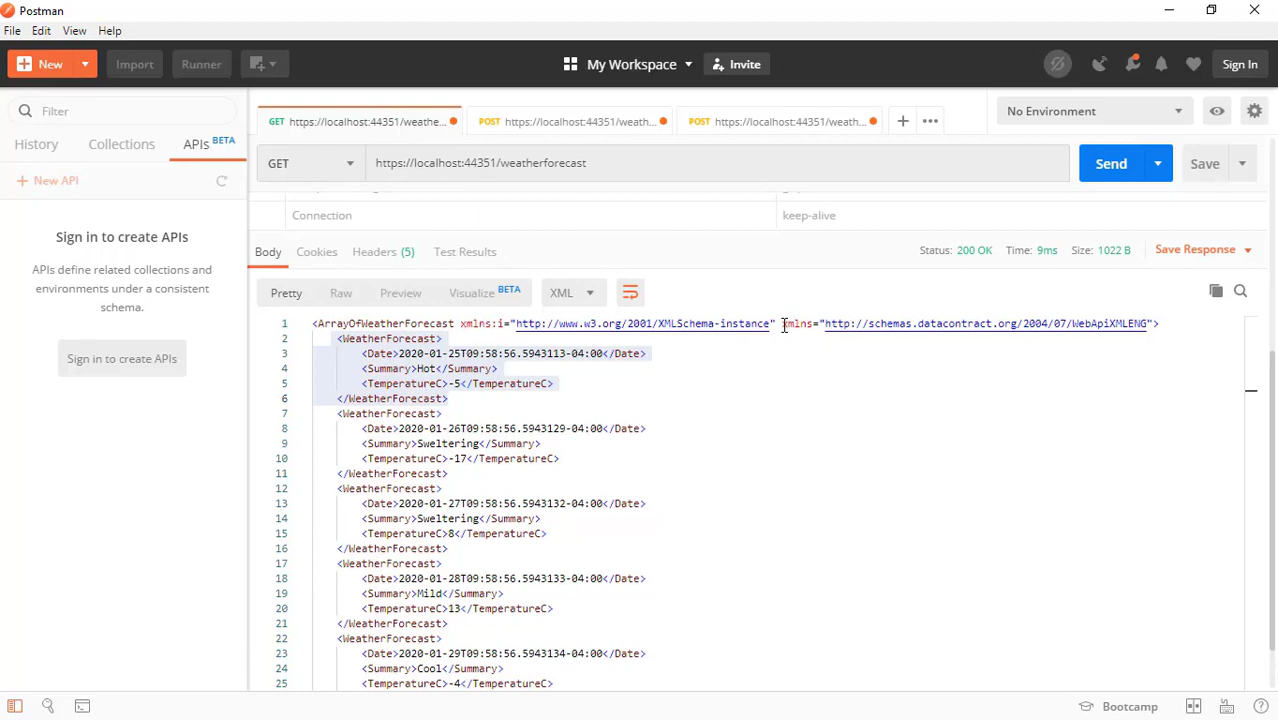 Postman
File Edit View Help
New Import Runner My Workspace Invite Sign In
Filter
History Collections APIs BETA
New API
Sign in to create APIs
APIs define related collections and
environments under a consistent
schema.
Sign in to create APIs
GET https://localhost:44351/weathe... POST https://localhost:44351/weath... POST https://localhost:44351/weath... No Environment
GET https://localhost:44351/weatherforecast Send Save
Connection keep-alive
Body Cookies Headers (5) Test Results Status: 200 OK Time: 9ms Size: 1022 B Save Response
Pretty Raw Preview Visualize BETA XML
1 <ArrayOfWeatherForecast xmlns:i="http://www.w3.org/2001/XMLSchema-instance" xmlns="http://schemas.datacontract.org/2004/07/WebApiXMLENG">
2 <WeatherForecast>
3 <Date>2020-01-25T09:58:56.5943113-04:00</Date>
4 <Summary>Hot</Summary>
5 <TemperatureC>-5</TemperatureC>
6 </WeatherForecast>
7 <WeatherForecast>
8 <Date>2020-01-26T09:58:56.5943129-04:00</Date>
9 <Summary>Sweltering</Summary>
10 <TemperatureC>-17</TemperatureC>
11 </WeatherForecast>
12 <WeatherForecast>
13 <Date>2020-01-27T09:58:56.5943132-04:00</Date>
14 <Summary>Sweltering</Summary>
15 <TemperatureC>8</TemperatureC>
16 </WeatherForecast>
17 <WeatherForecast>
18 <Date>2020-01-28T09:58:56.5943133-04:00</Date>
19 <Summary>Mild</Summary>
20 <TemperatureC>13</TemperatureC>
21 </WeatherForecast>
22 <WeatherForecast>
23 <Date>2020-01-29T09:58:56.5943134-04:00</Date>
24 <Summary>Cool</Summary>
25 <TemperatureC>-4</TemperatureC>
Bootcamp